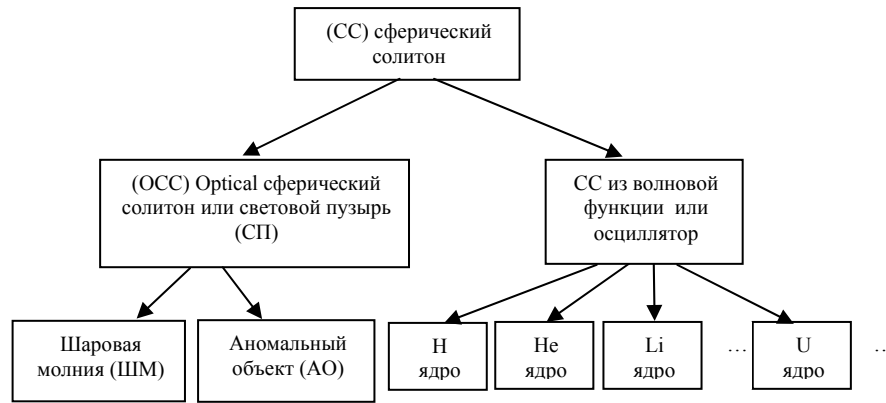 (СС) сферический
солитон
(ОСС) Optical сферический
солитон или световой пузырь
(СП)
СС из волновой
функции или
осциллятор
Шаровая
молния (ШМ)
Аномальный
объект (АО)
H
ядро
He
ядро
Li
ядро
…
U
ядро
…